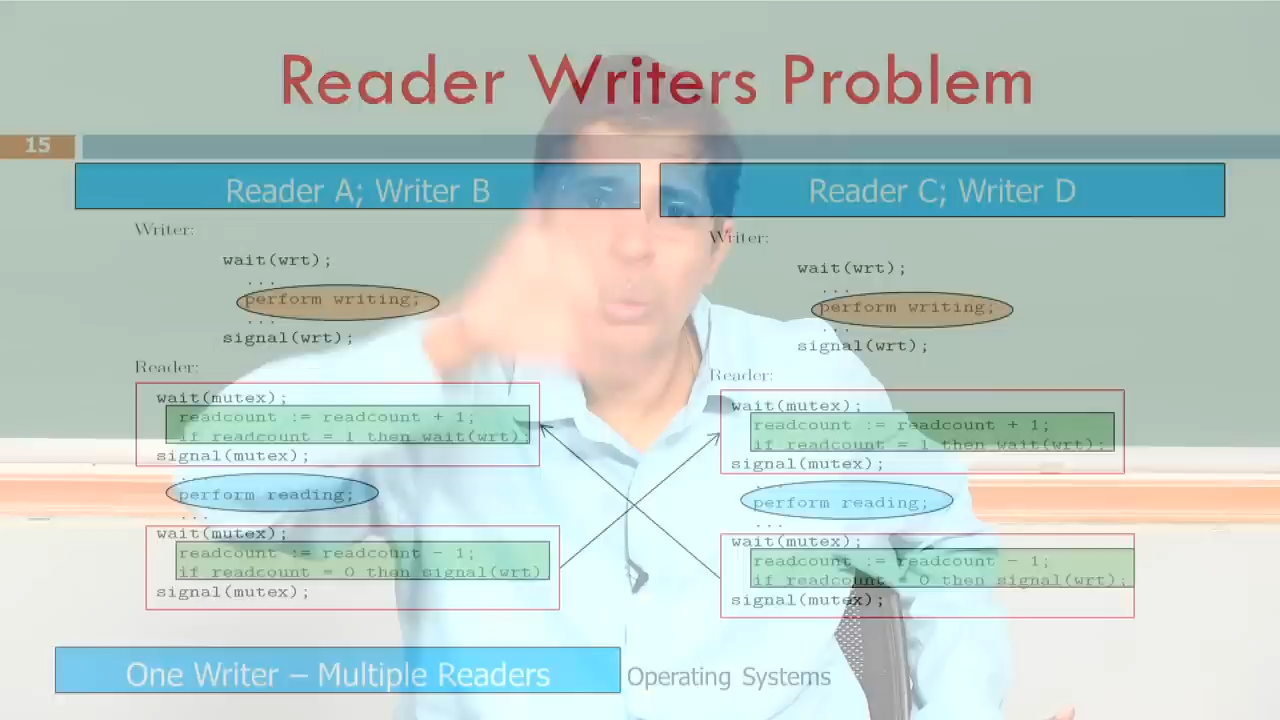 Reader Writers Problem
15
Reader A; Writer B
Writer:
wait(wrt);
...
perform writing;
...
signal(wrt);
Reader:
wait(mutex);
readcount := readcount + 1;
if readcount = 1 then wait(wrt);
signal(mutex);
...
perform reading;
...
wait(mutex);
readcount := readcount - 1;
if readcount = 0 then signal(wrt)
signal(mutex);
Reader C; Writer D
Writer:
wait(wrt);
...
perform writing;
...
signal(wrt);
Reader:
wait(mutex);
readcount := readcount + 1;
if readcount = 1 then wait(wrt);
signal(mutex);
...
perform reading;
...
wait(mutex);
readcount := readcount - 1;
if readcount = 0 then signal(wrt);
signal(mutex);
One Writer – Multiple Readers
Operating Systems